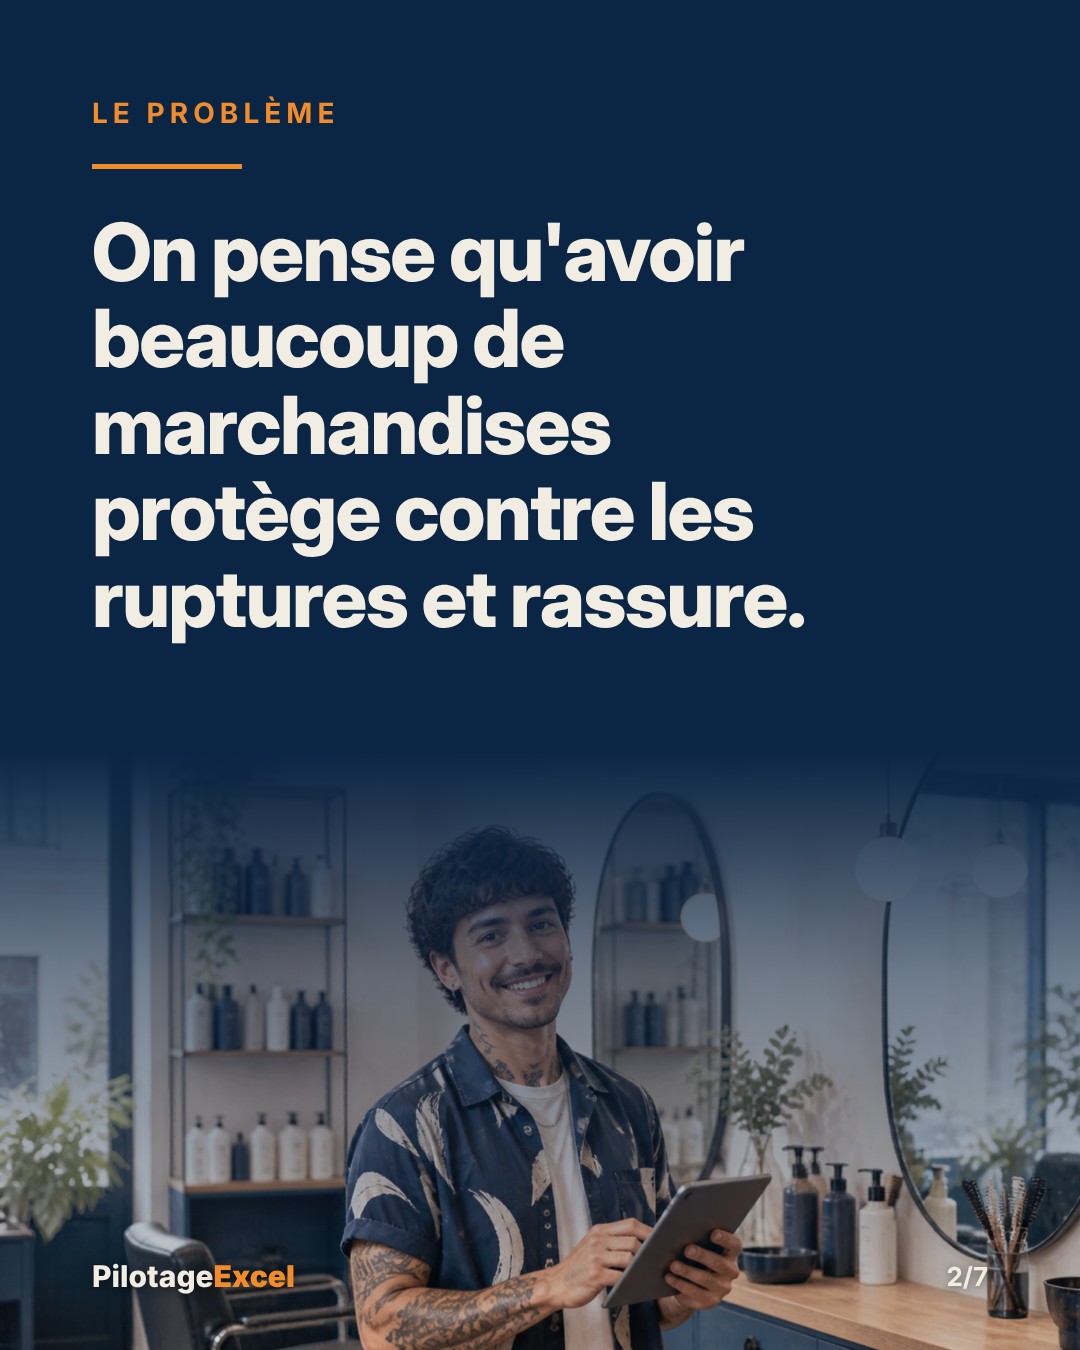 LE PROBLÈME
On pense qu'avoir
beaucoup de
marchandises
protège contre les
ruptures et rassure.
PilotageExcel
2/7